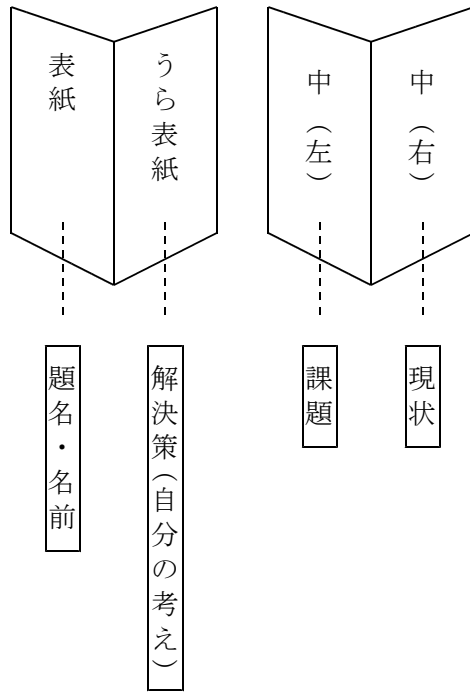 中（右）
中（左）
うら表紙
表紙
現状
課題
解決策（自分の考え）
題名・名前